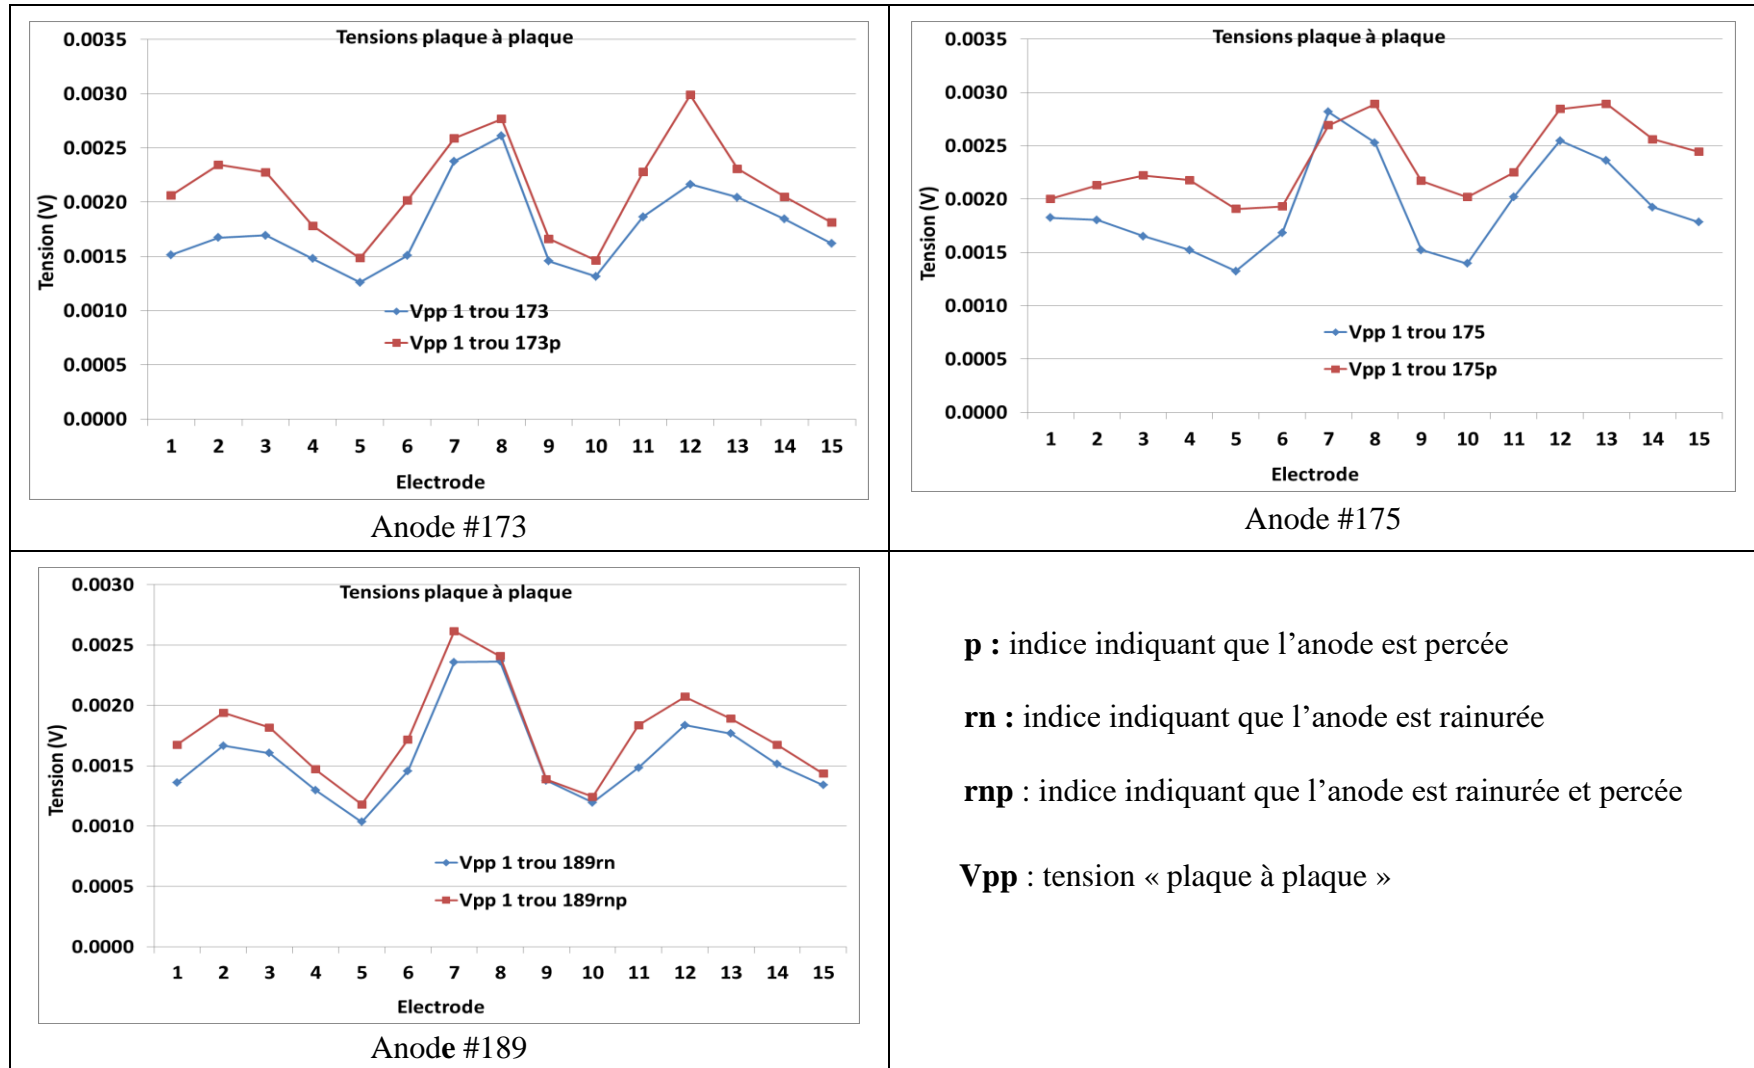 Tensions plaque à plaque
0.0035
0.0030
0.0025
0.0020
0.0015
0.0010
0.0005
0.0000
Tension (V)
Vpp 1 trou 173
Vpp 1 trou 173p
1 2 3 4 5 6 7 8 9 10 11 12 13 14 15
Electrode
Anode #173
Tensions plaque à plaque
0.0035
0.0030
0.0025
0.0020
0.0015
0.0010
0.0005
0.0000
Tension (V)
Vpp 1 trou 175
Vpp 1 trou 175p
1 2 3 4 5 6 7 8 9 10 11 12 13 14 15
Electrode
Anode #175
Tensions plaque à plaque
0.0030
0.0025
0.0020
0.0015
0.0010
0.0005
0.0000
Tension (V)
Vpp 1 trou 189rn
Vpp 1 trou 189rnp
1 2 3 4 5 6 7 8 9 10 11 12 13 14 15
Electrode
Anode #189
p : indice indiquant que l’anode est percée
rn : indice indiquant que l’anode est rainurée
rnp : indice indiquant que l’anode est rainurée et percée
Vpp : tension « plaque à plaque »